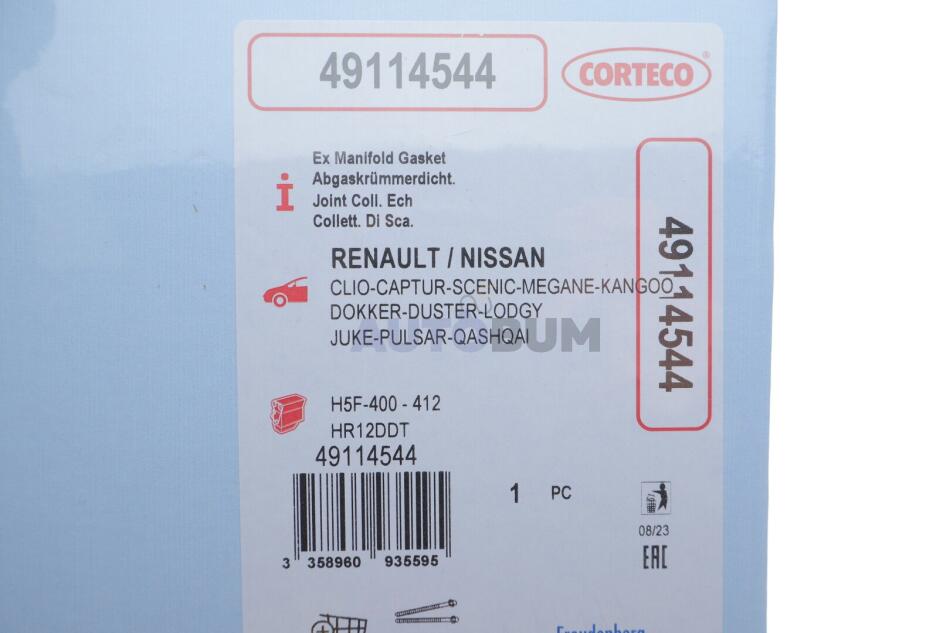 49114544
CORTECO®
Ex Manifold Gasket
Abgaskrümmerdicht.
Joint Coll. Ech
Collett. Di Sca.
RENAULT / NISSAN
CLIO-CAPTUR-SCENIC-MEGANE-KANGOO
DOKKER-DUSTER-LODGY
JUKE-PULSAR-QASHQAI
AUTOBUM
49114544
H5F-400 - 412
HR12DDT
49114544
1 PC
3 358960 935595
08/23
EAC
Freudenberg